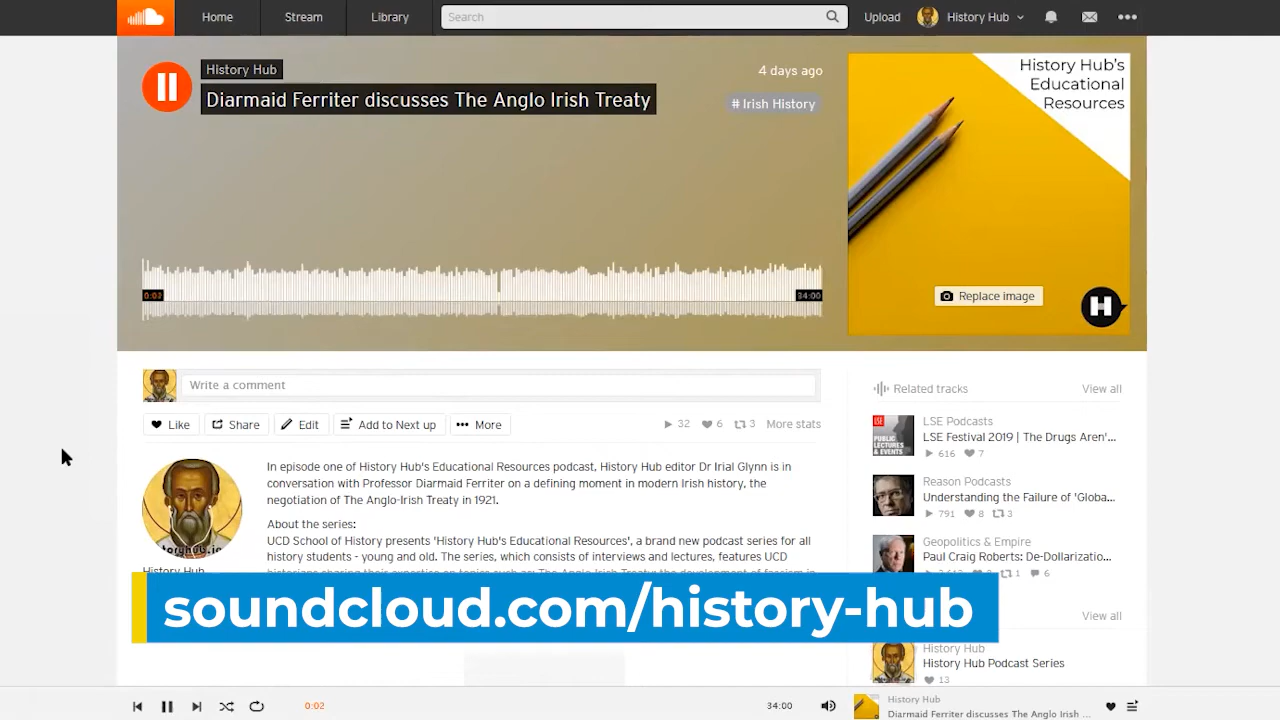 Home
Stream
Library
Search
Upload
History Hub
History Hub
Diarmaid Ferriter discusses The Anglo Irish Treaty
4 days ago
# Irish History
0:02
34:00
History Hub's
Educational
Resources
Replace image
H
Write a comment
Like
Share
Edit
Add to Next up
More
32
6
3
More stats
In episode one of History Hub's Educational Resources podcast, History Hub editor Dr Irial Glynn is in
conversation with Professor Diarmaid Ferriter on a defining moment in modern Irish history, the
negotiation of The Anglo-Irish Treaty in 1921.
About the series:
UCD School of History presents 'History Hub's Educational Resources', a brand new podcast series for all
history students - young and old. The series, which consists of interviews and lectures, features UCD
History Hub
soundcloud.com/history-hub
Related tracks
View all
LSE
PUBLIC
LECTURES
& EVENTS
LSE Podcasts
LSE Festival 2019 | The Drugs Aren'...
616
7
Reason Podcasts
Understanding the Failure of 'Globa...
791
8
3
Geopolitics & Empire
Paul Craig Roberts: De-Dollarizatio...
1
6
View all
History Hub
History Hub Podcast Series
13
0:02
34:00
History Hub
Diarmaid Ferriter discusses The Anglo Irish ...